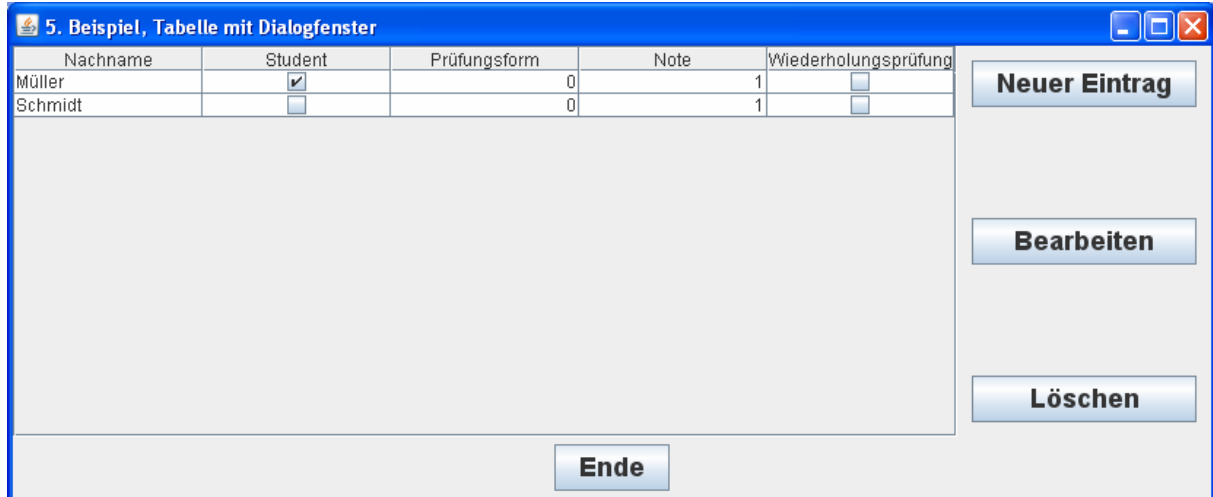 5. Beispiel, Tabelle mit Dialogfenster
Nachname Student Prüfungsform Note Wiederholungsprüfung
Müller 0 1
Schmidt 0 1
Neuer Eintrag
Bearbeiten
Löschen
Ende